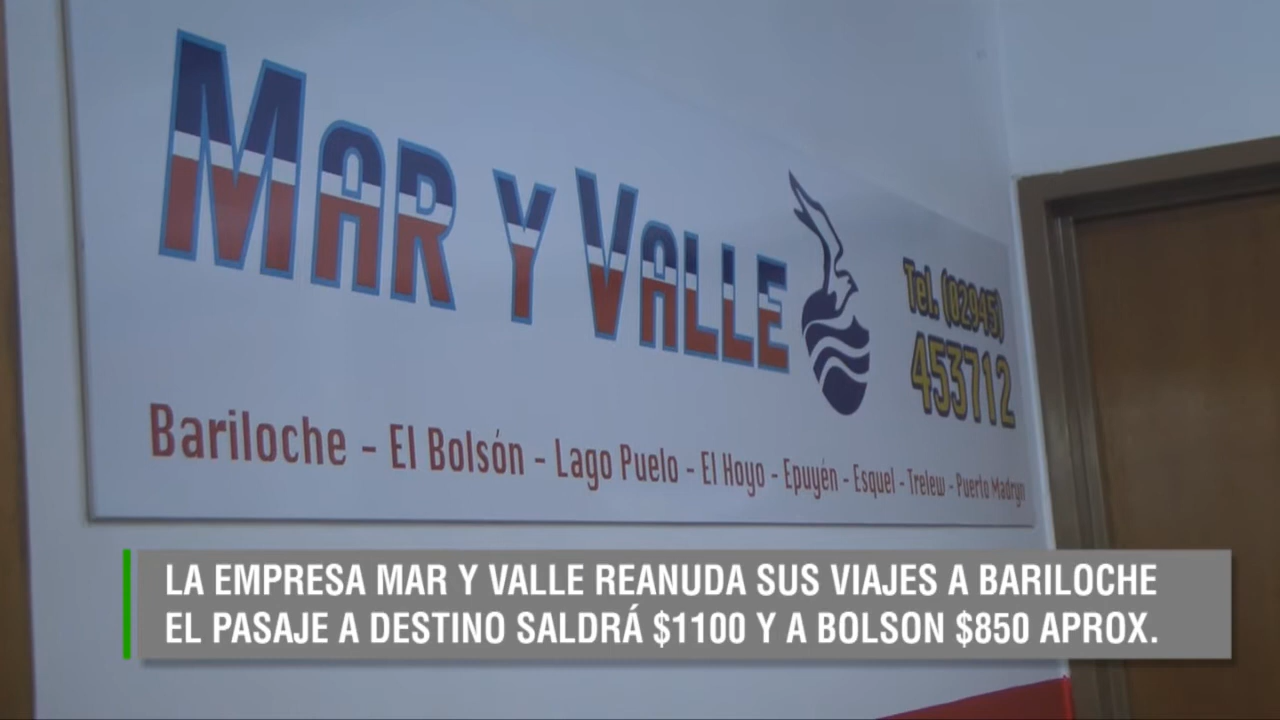 MAR Y VALLE
Tel. (02945)
453712
Bariloche - El Bolsón - Lago Puelo - El Hoyo - Epuyén - Esquel - Trelew - Puerto Madryn
LA EMPRESA MAR Y VALLE REANUDA SUS VIAJES A BARILOCHE
EL PASAJE A DESTINO SALDRÁ $1100 Y A BOLSON $850 APROX.